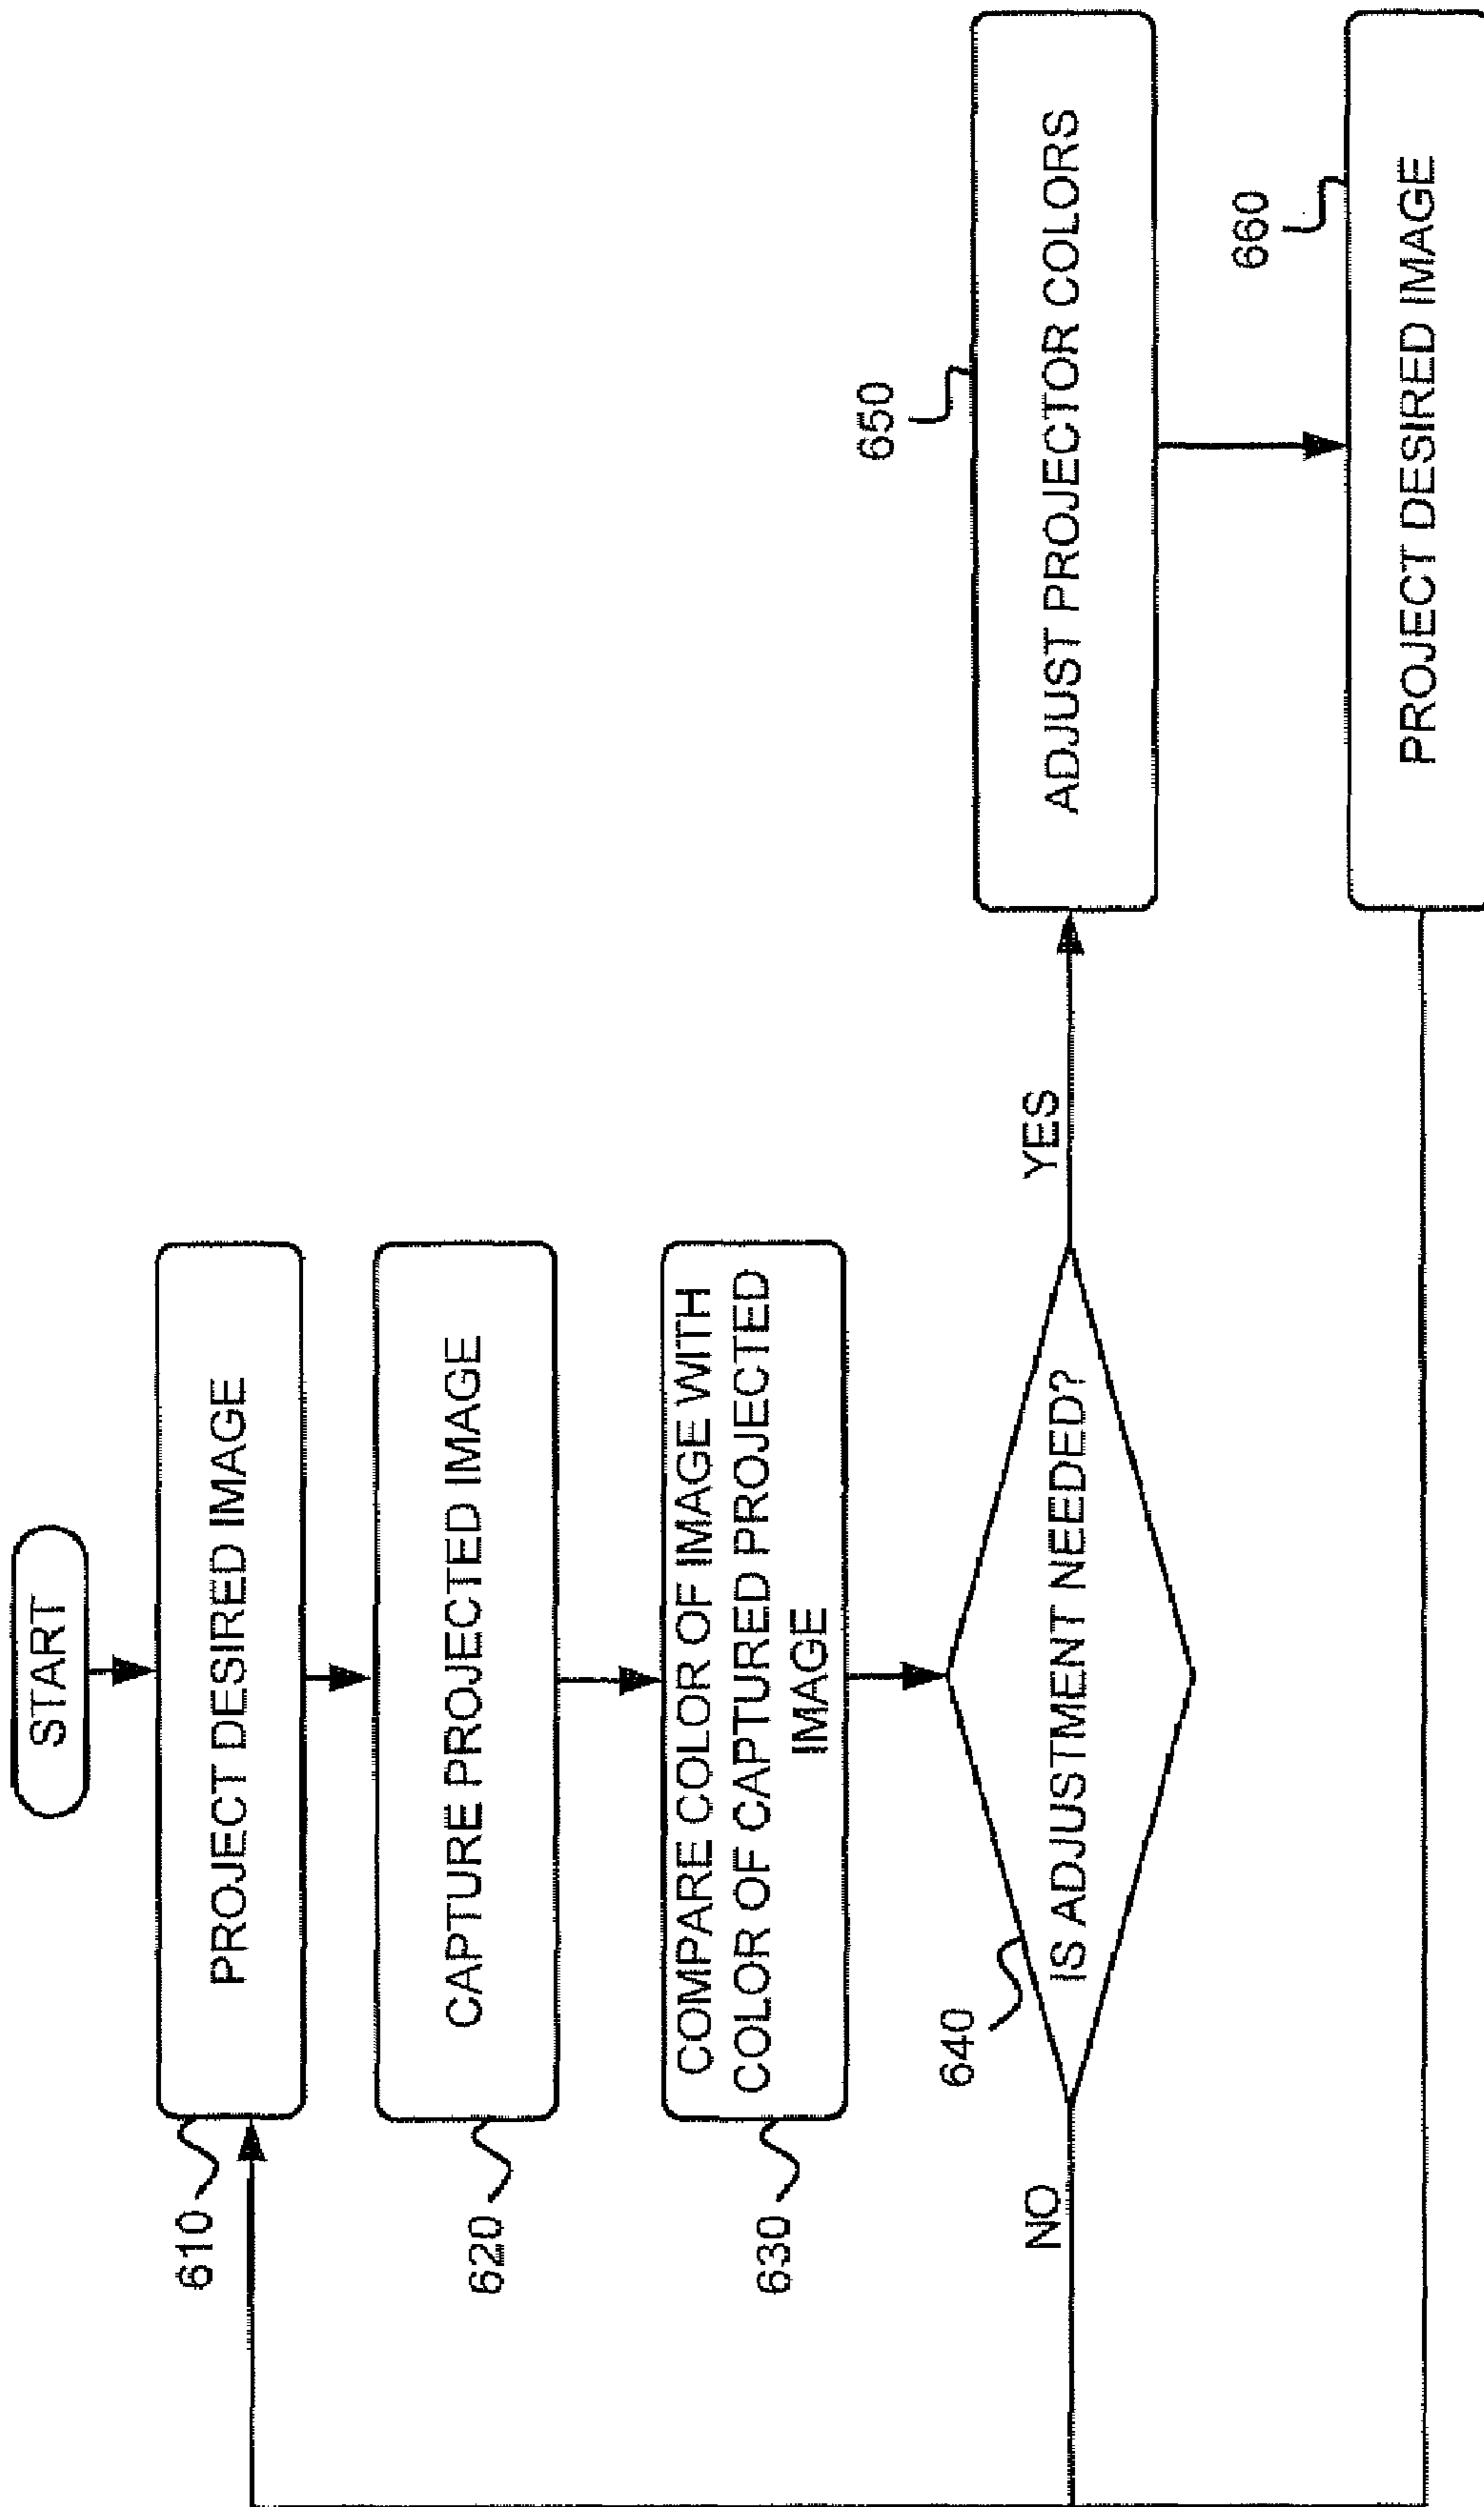 START
610
PROJECT DESIRED IMAGE
620
CAPTURE PROJECTED IMAGE
630
COMPARE COLOR OF IMAGE WITH
COLOR OF CAPTURED PROJECTED
IMAGE
640
IS ADJUSTMENT NEEDED?
NO
YES
650
ADJUST PROJECTOR COLORS
660
PROJECT DESIRED IMAGE